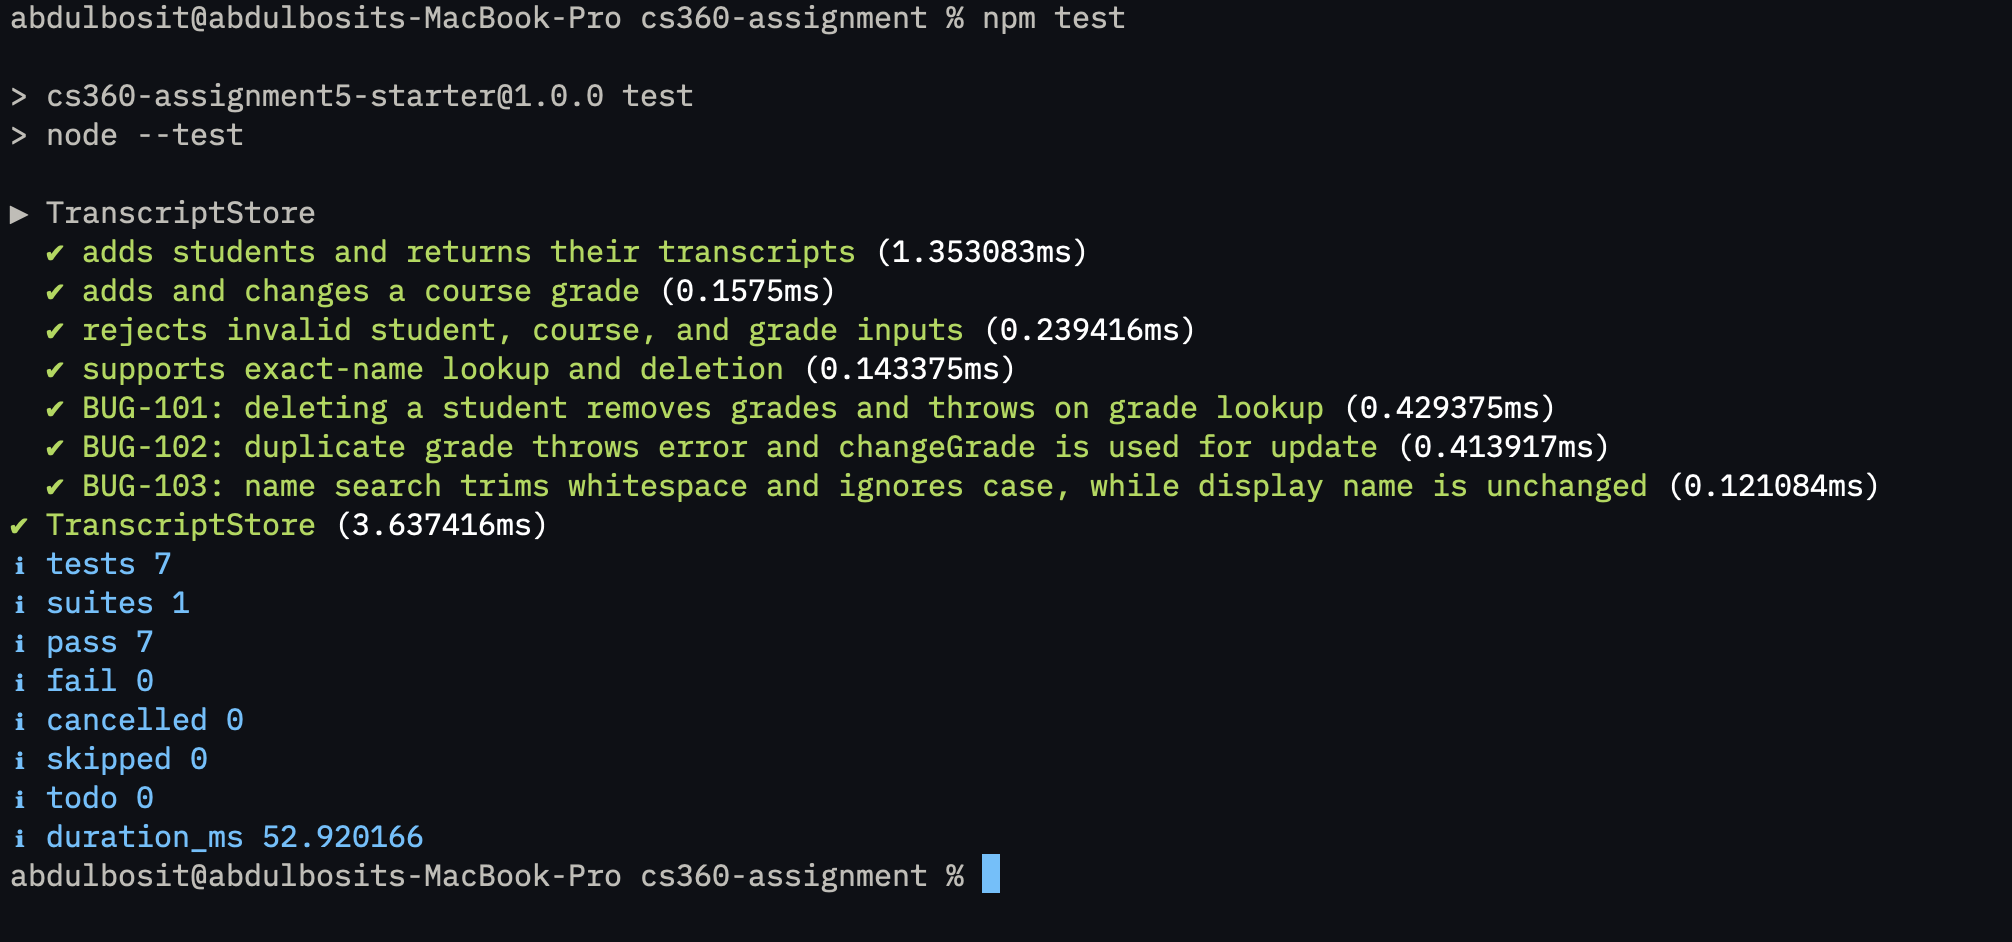 abdulbosit@abdulbosits-MacBook-Pro cs360-assignment % npm test
> cs360-assignment5-starter@1.0.0 test
> node --test
▶ TranscriptStore
✔ adds students and returns their transcripts (1.353083ms)
✔ adds and changes a course grade (0.1575ms)
✔ rejects invalid student, course, and grade inputs (0.239416ms)
✔ supports exact-name lookup and deletion (0.143375ms)
✔ BUG-101: deleting a student removes grades and throws on grade lookup (0.429375ms)
✔ BUG-102: duplicate grade throws error and changeGrade is used for update (0.413917ms)
✔ BUG-103: name search trims whitespace and ignores case, while display name is unchanged (0.121084ms)
✔ TranscriptStore (3.637416ms)
ℹ tests 7
ℹ suites 1
ℹ pass 7
ℹ fail 0
ℹ cancelled 0
ℹ skipped 0
ℹ todo 0
ℹ duration_ms 52.920166
abdulbosit@abdulbosits-MacBook-Pro cs360-assignment %